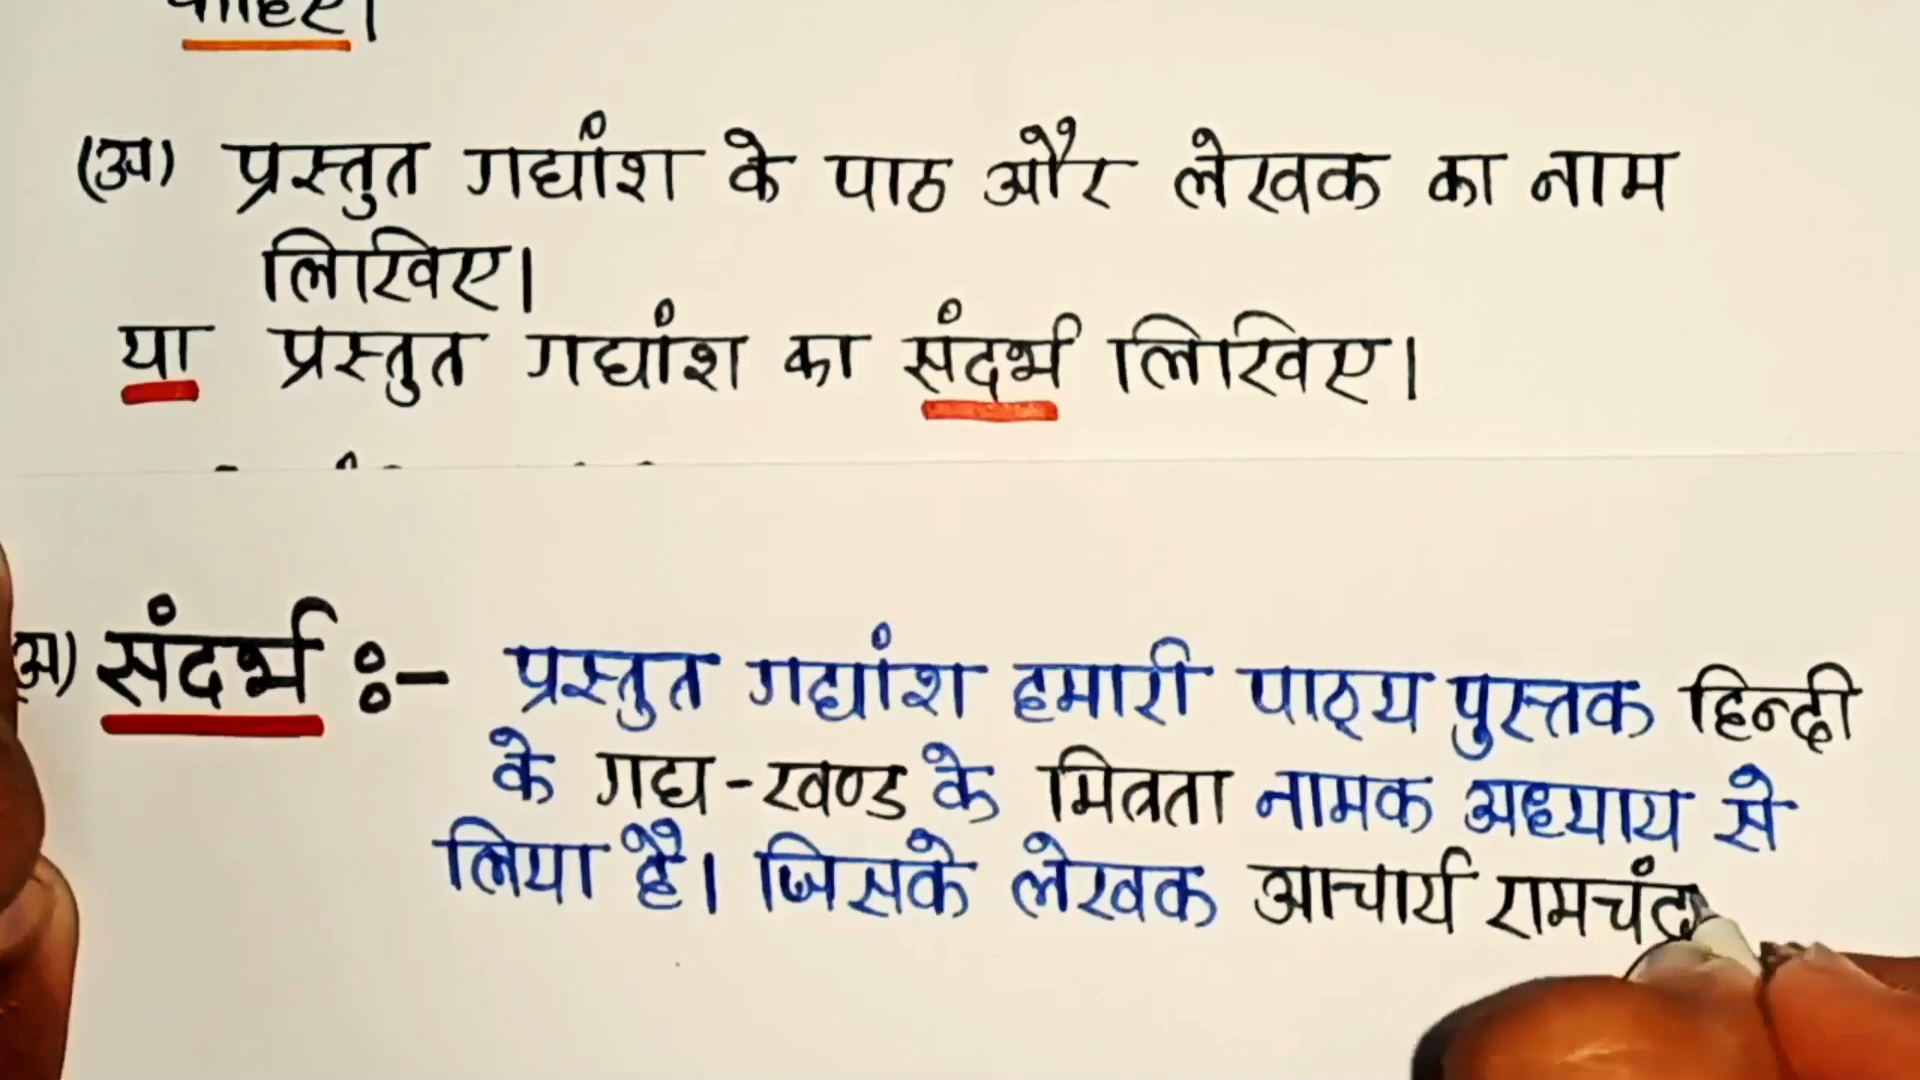 (अ) प्रस्तुत गद्यांश के पाठ और लेखक का नाम
लिखिए।
या प्रस्तुत गद्यांश का संदर्भ लिखिए।
अ) संदर्भ :- प्रस्तुत गद्यांश हमारी पाठ्य पुस्तक हिन्दी
के गद्य-खण्ड के मित्रता नामक अध्याय से
लिया है। जिसके लेखक आचार्य रामचंद्र